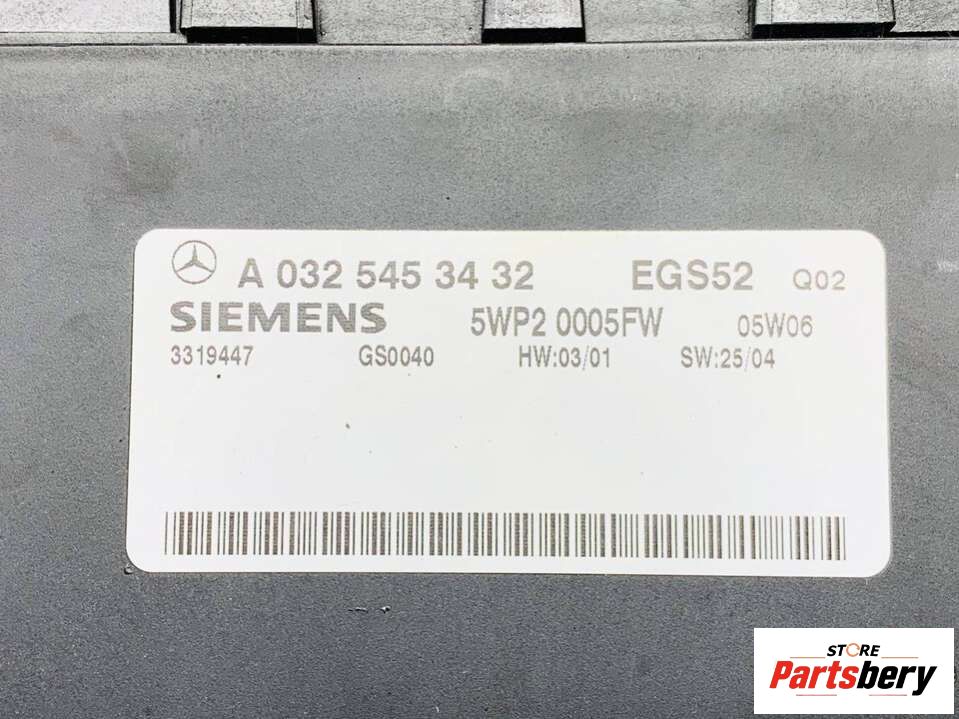 A 032 545 34 32 EGS52 Q02
SIEMENS 5WP2 0005FW 05W06
3319447 GS0040 HW:03/01 SW:25/04
STORE
Partsbery